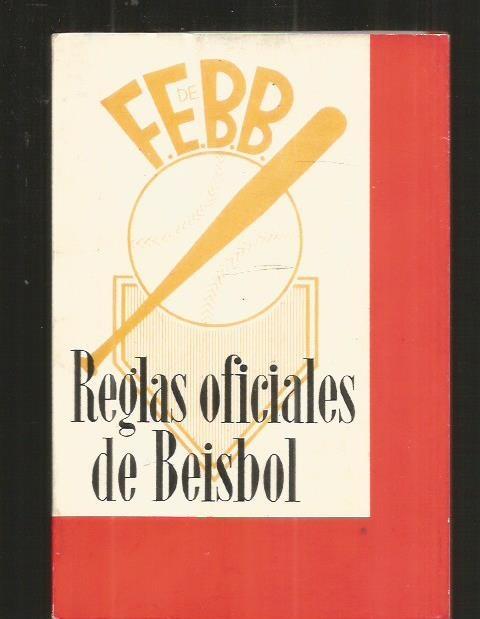 F.E. DE B.B.
Reglas oficiales
de Beisbol